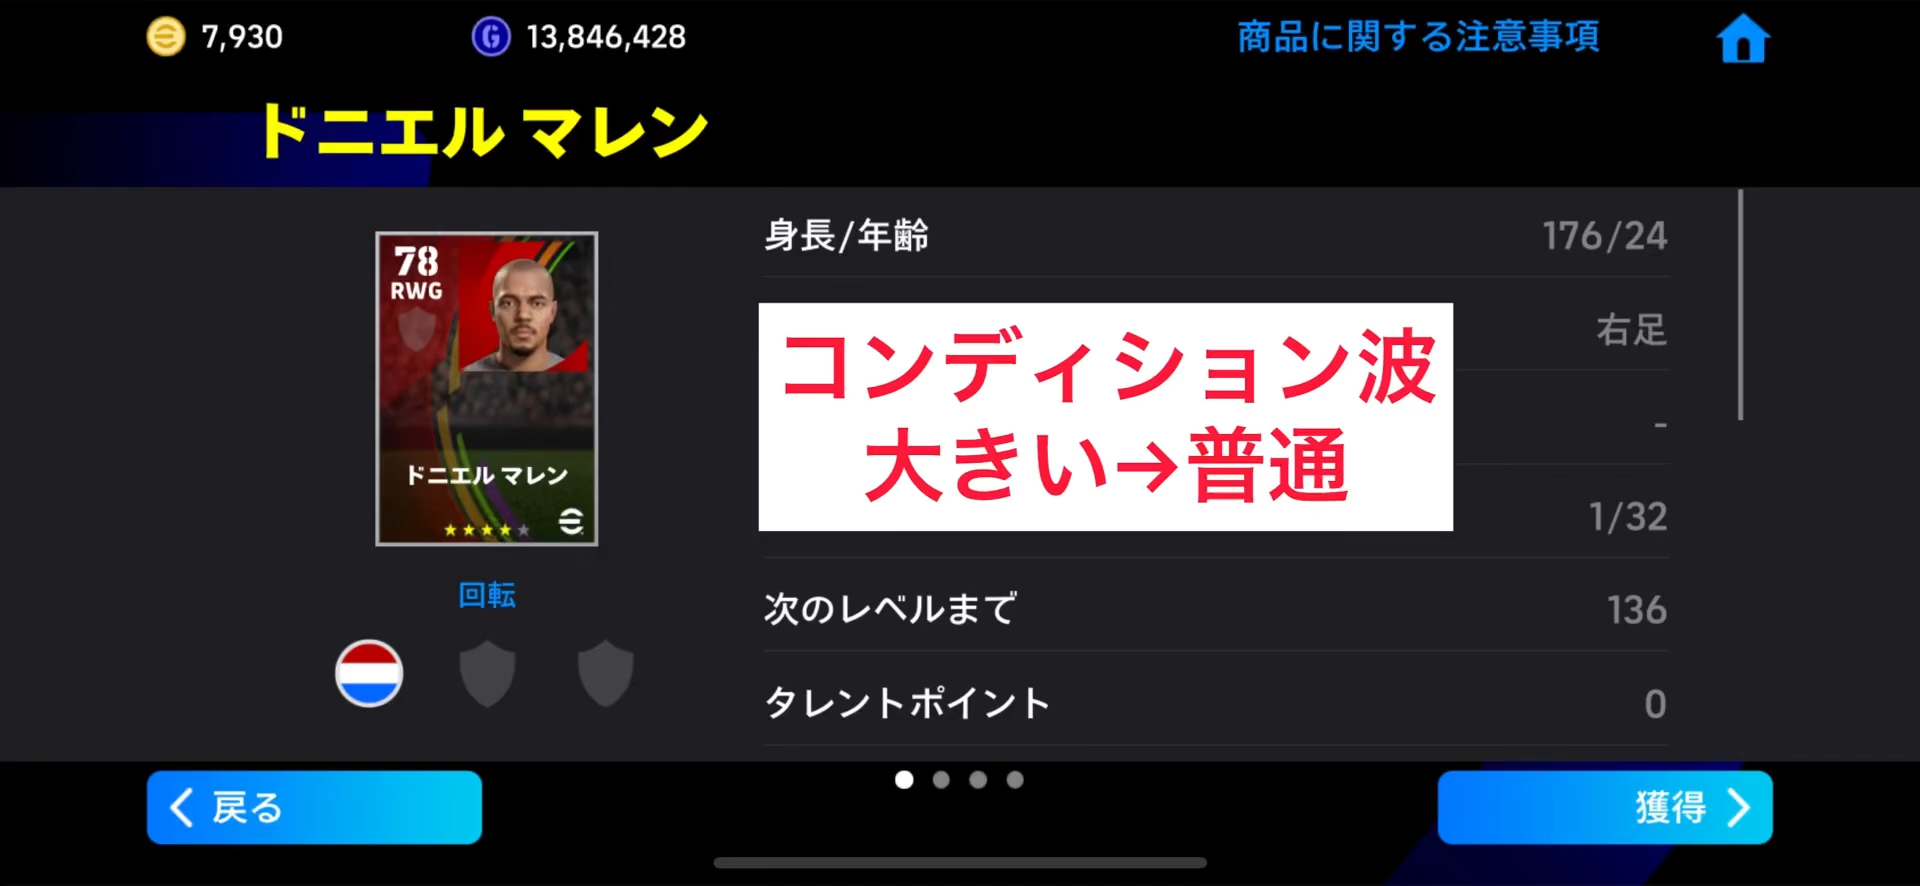 7,930
13,846,428
商品に関する注意事項
ドニエル マレン
78
RWG
ドニエル マレン
回転
身長/年齢 176/24
右足
-
コンディション波
大きい→普通
1/32
次のレベルまで 136
タレントポイント 0
戻る
獲得